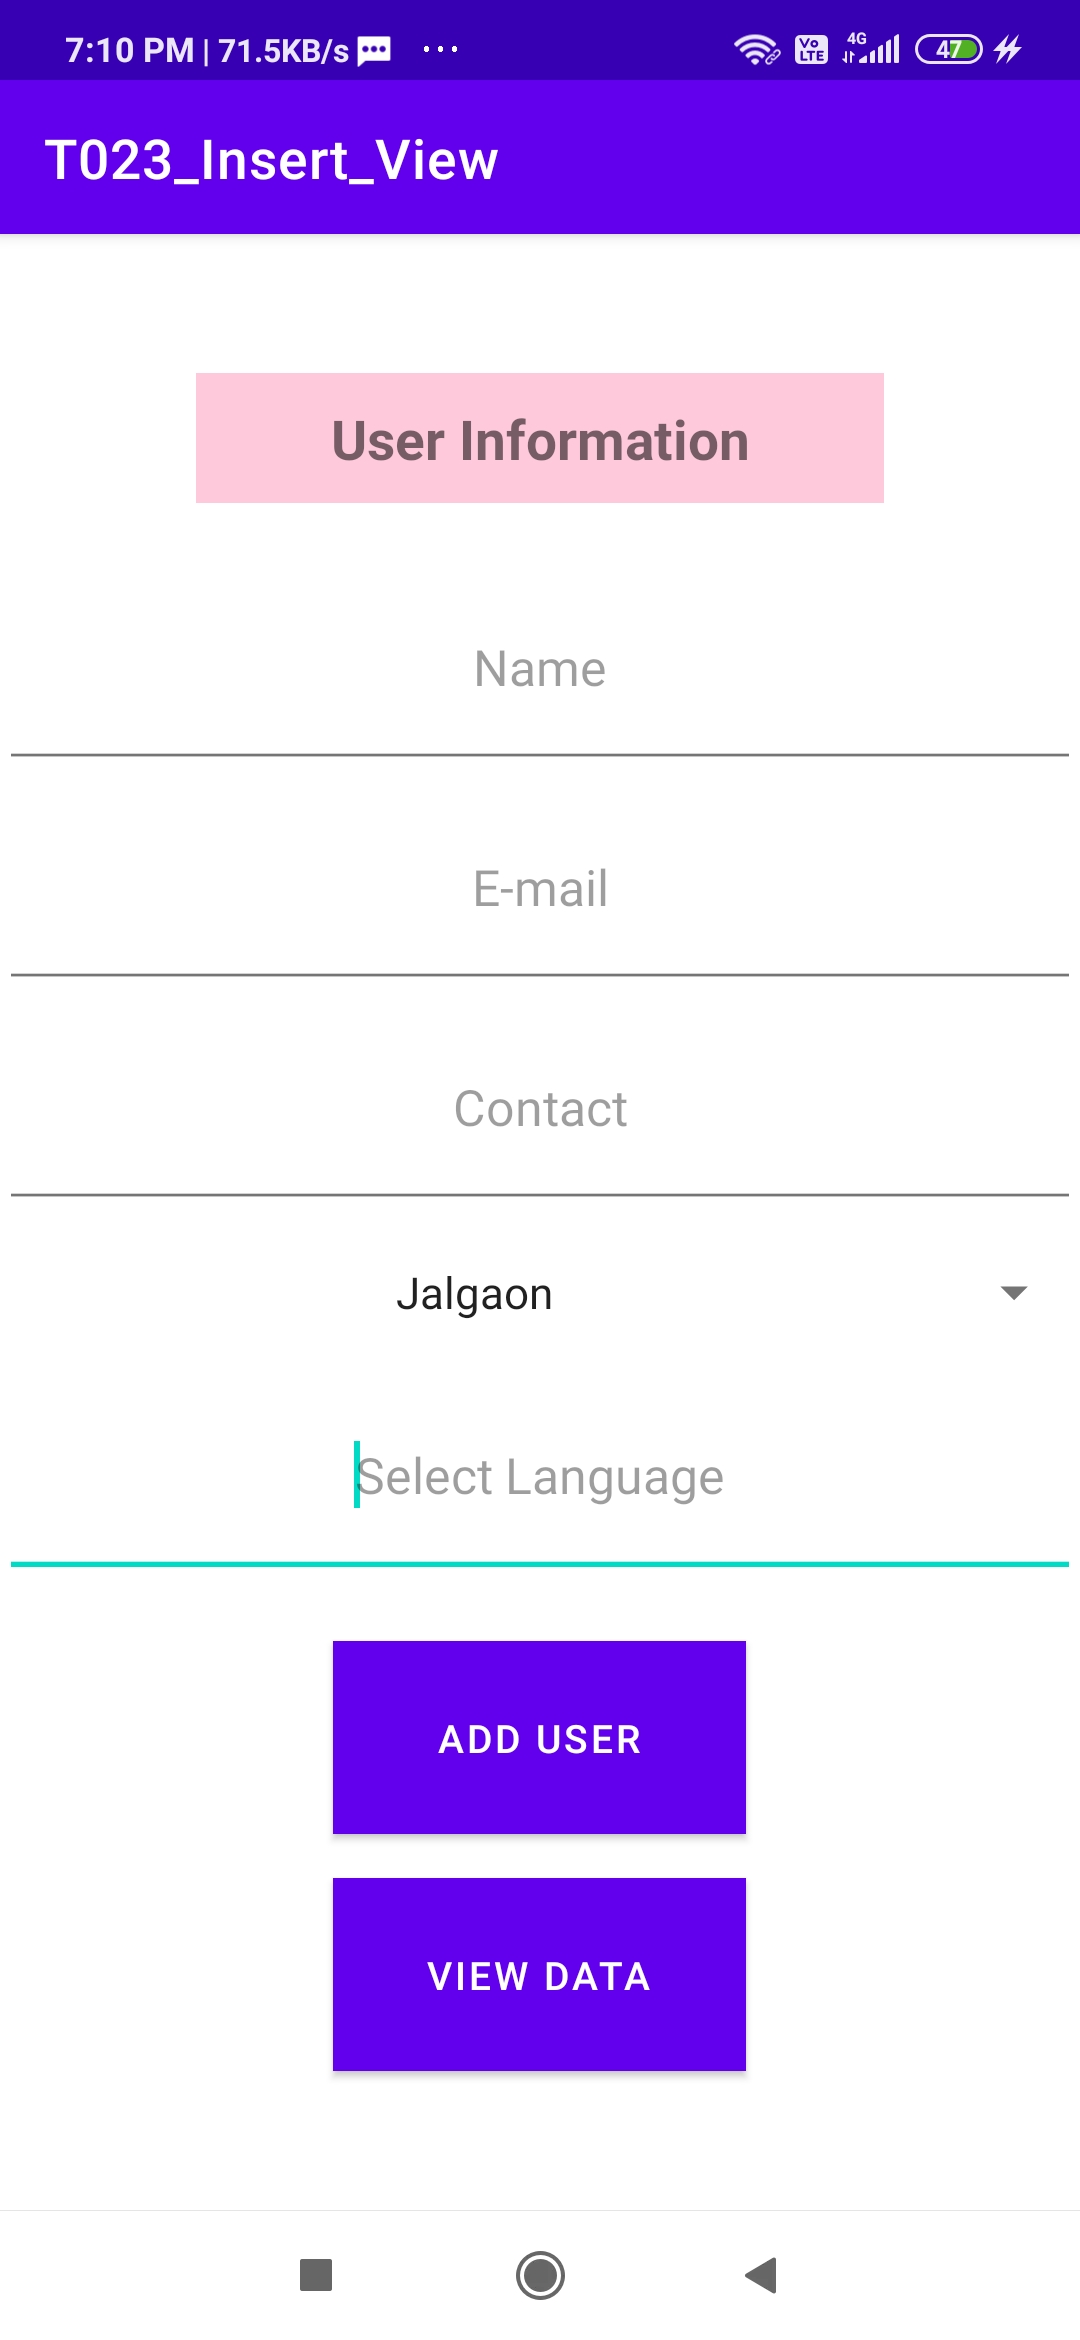 7:10 PM | 71.5KB/s ...
Vo LTE 4G 47
T023_Insert_View
User Information
Name
E-mail
Contact
Jalgaon
Select Language
ADD USER
VIEW DATA